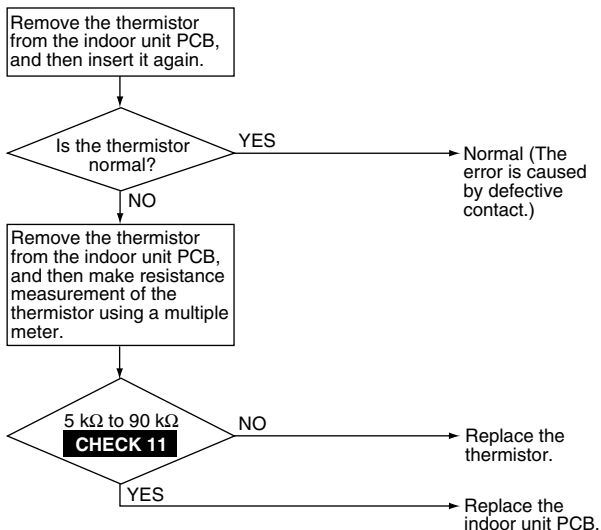 Remove the thermistor
from the indoor unit PCB,
and then insert it again.
Is the thermistor
normal?
YES
Normal (The
error is caused
by defective
contact.)
NO
Remove the thermistor
from the indoor unit PCB,
and then make resistance
measurement of the
thermistor using a multiple
meter.
5 kΩ to 90 kΩ
CHECK 11
NO
Replace the
thermistor.
YES
Replace the
indoor unit PCB.